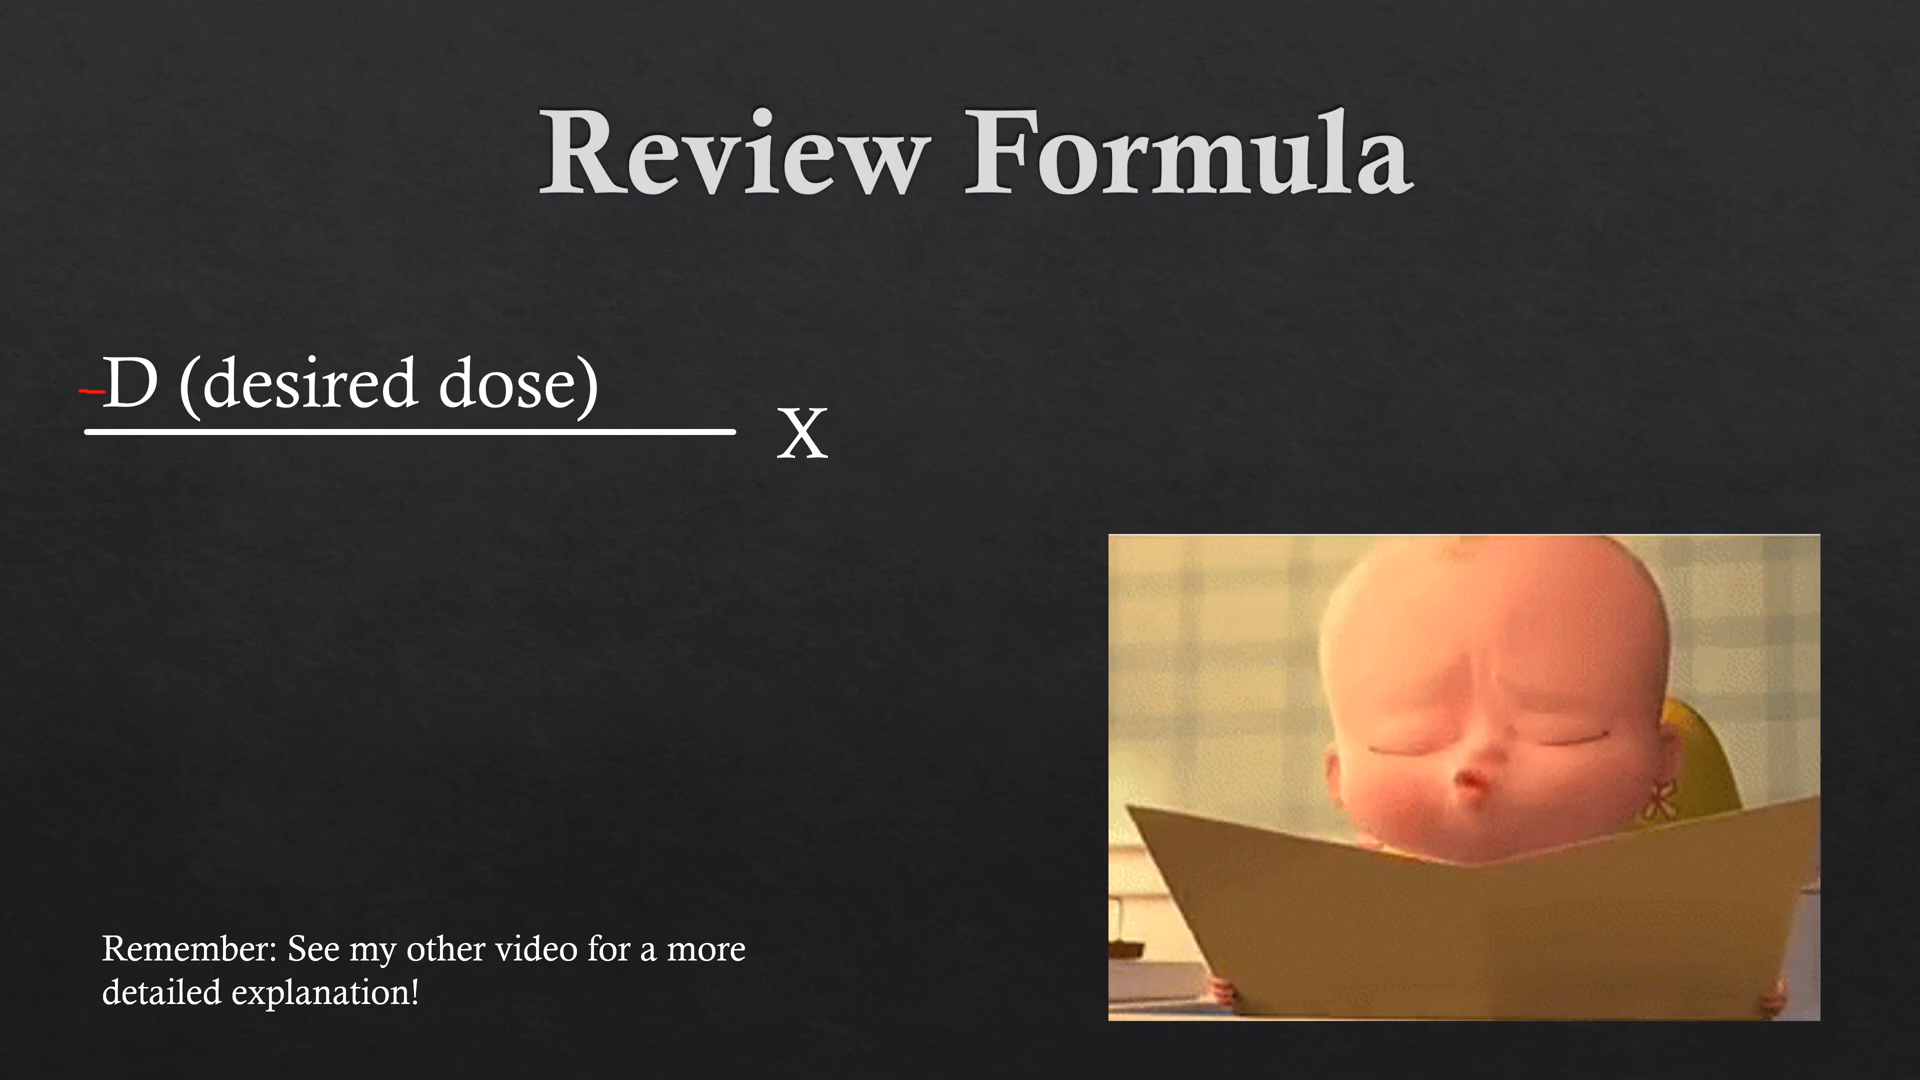 Review Formula
D (desired dose)
X
Remember: See my other video for a more
detailed explanation!